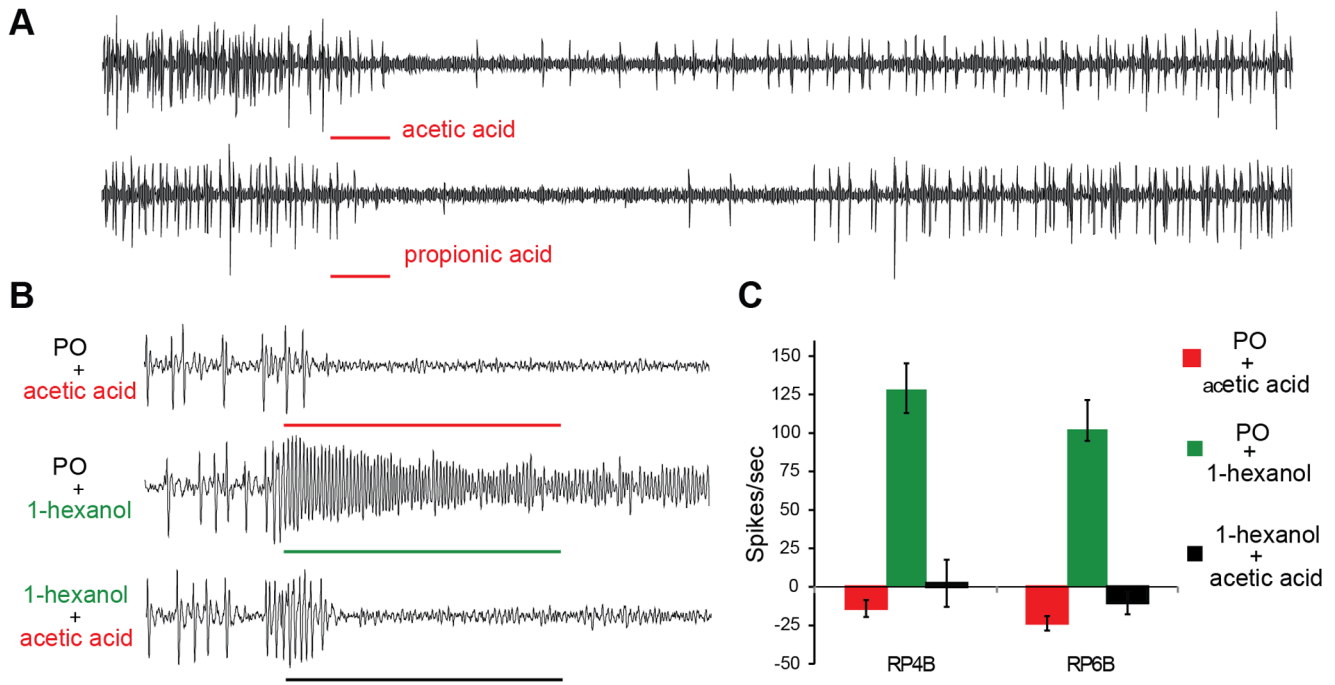 A
acetic acid
propionic acid
B
PO
+
acetic acid
PO
+
1-hexanol
1-hexanol
+
acetic acid
C
Spikes/sec
150
125
100
75
50
25
0
-25
-50
RP4B
RP6B
PO
+
acetic acid
PO
+
1-hexanol
1-hexanol
+
acetic acid